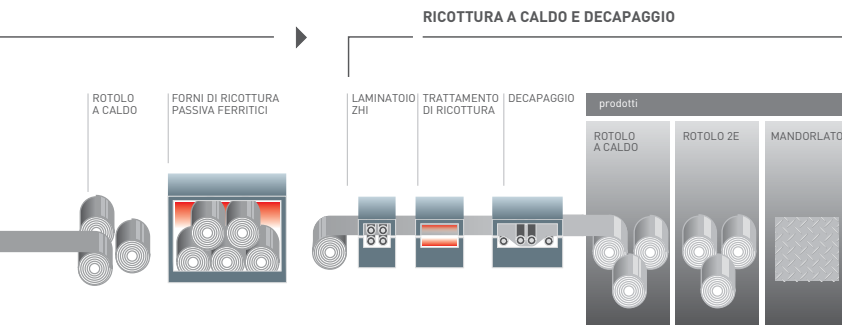 RICOTTURA A CALDO E DECAPAGGIO
ROTOLO
A CALDO
FORNI DI RICOTTURA
PASSIVA FERRITICI
LAMINATOIO
ZHI
TRATTAMENTO
DI RICOTTURA
DECAPAGGIO
prodotti
ROTOLO
A CALDO
ROTOLO 2E
MANDORLATO